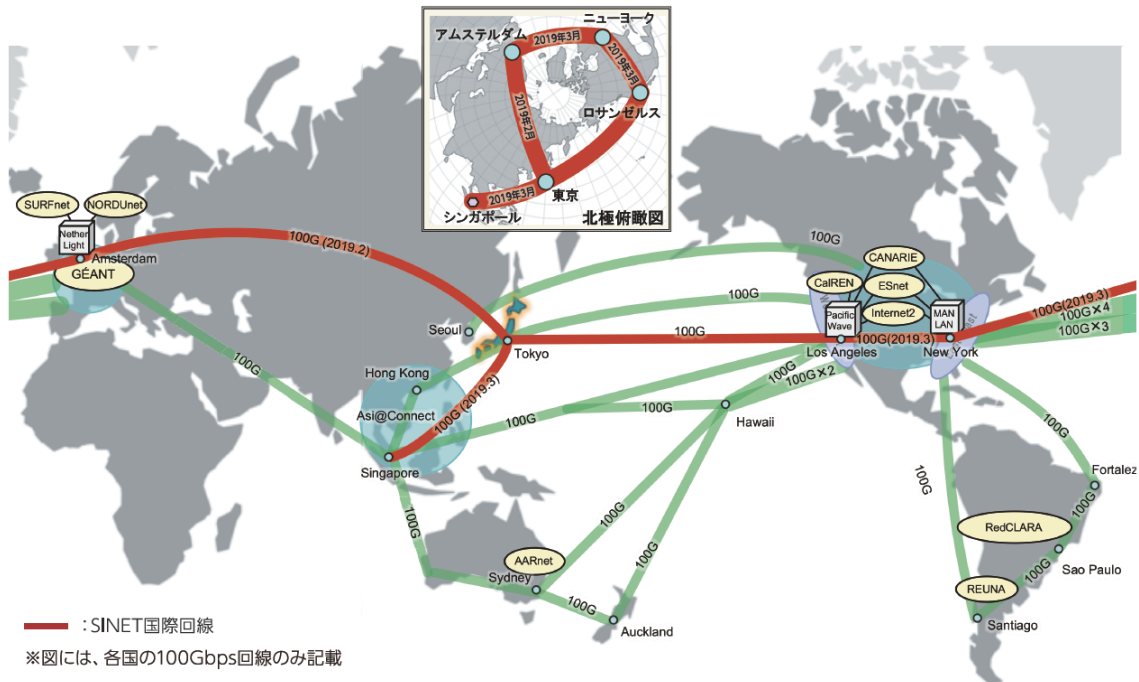 ニューヨーク
アムステルダム
2019年3月
2019年3月
ロサンゼルス
2019年2月
2019年3月
東京
シンガポール
北極俯瞰図
SURFnet
NORDUnet
Nether
Light
Amsterdam
GÉANT
100G (2019.2)
100G
100G
CANARIE
CalREN
ESnet
Internet2
Pacific
Wave
MAN
LAN
100G(2019.3)
100G×4
100G×3
Seoul
Tokyo
100G
100G(2019.3)
Los Angeles
New York
100G
Hong Kong
100G (2019.3)
Asi@Connect
100G×2
100G
100G
100G
Hawaii
100G
Singapore
100G
Fortalez
100G
100G
100G
100G
RedCLARA
100G
AARnet
Sydney
Sao Paulo
100G
REUNA
100G
Auckland
Santiago
:SINET国際回線
※図には、各国の100Gbps回線のみ記載